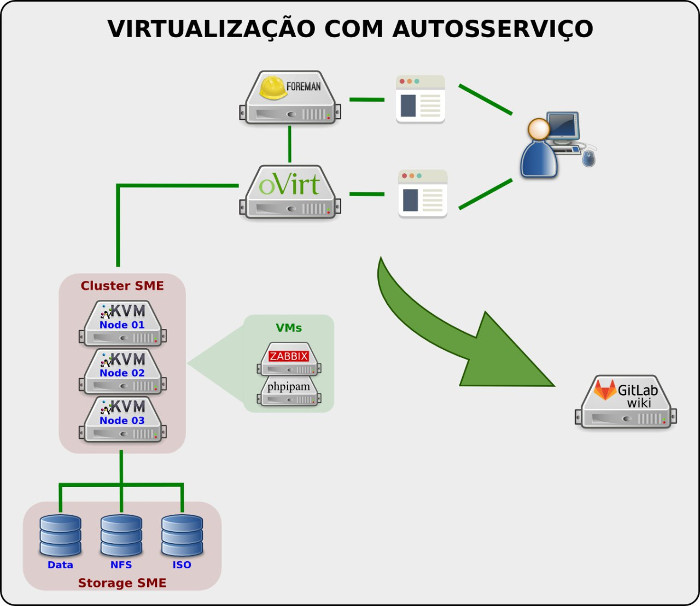 VIRTUALIZAÇÃO COM AUTOSSERVIÇO
FOREMAN
oVirt
Cluster SME
KVM
Node 01
KVM
Node 02
KVM
Node 03
VMs
ZABBIX
phpipam
GitLab
wiki
Data
NFS
ISO
Storage SME